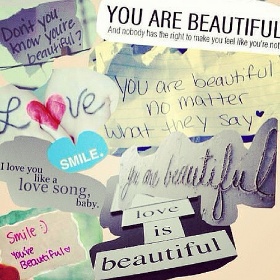 Don't you
know you're
beautiful?
YOU ARE BEAUTIFUL
And nobody has the right to make you feel like you're not
you are beautiful
no matter
what they say
Love
SMILE.
I love you
like a
love song,
baby.
you are beautiful
Smile :)
You're
Beautiful
love
is
beautiful